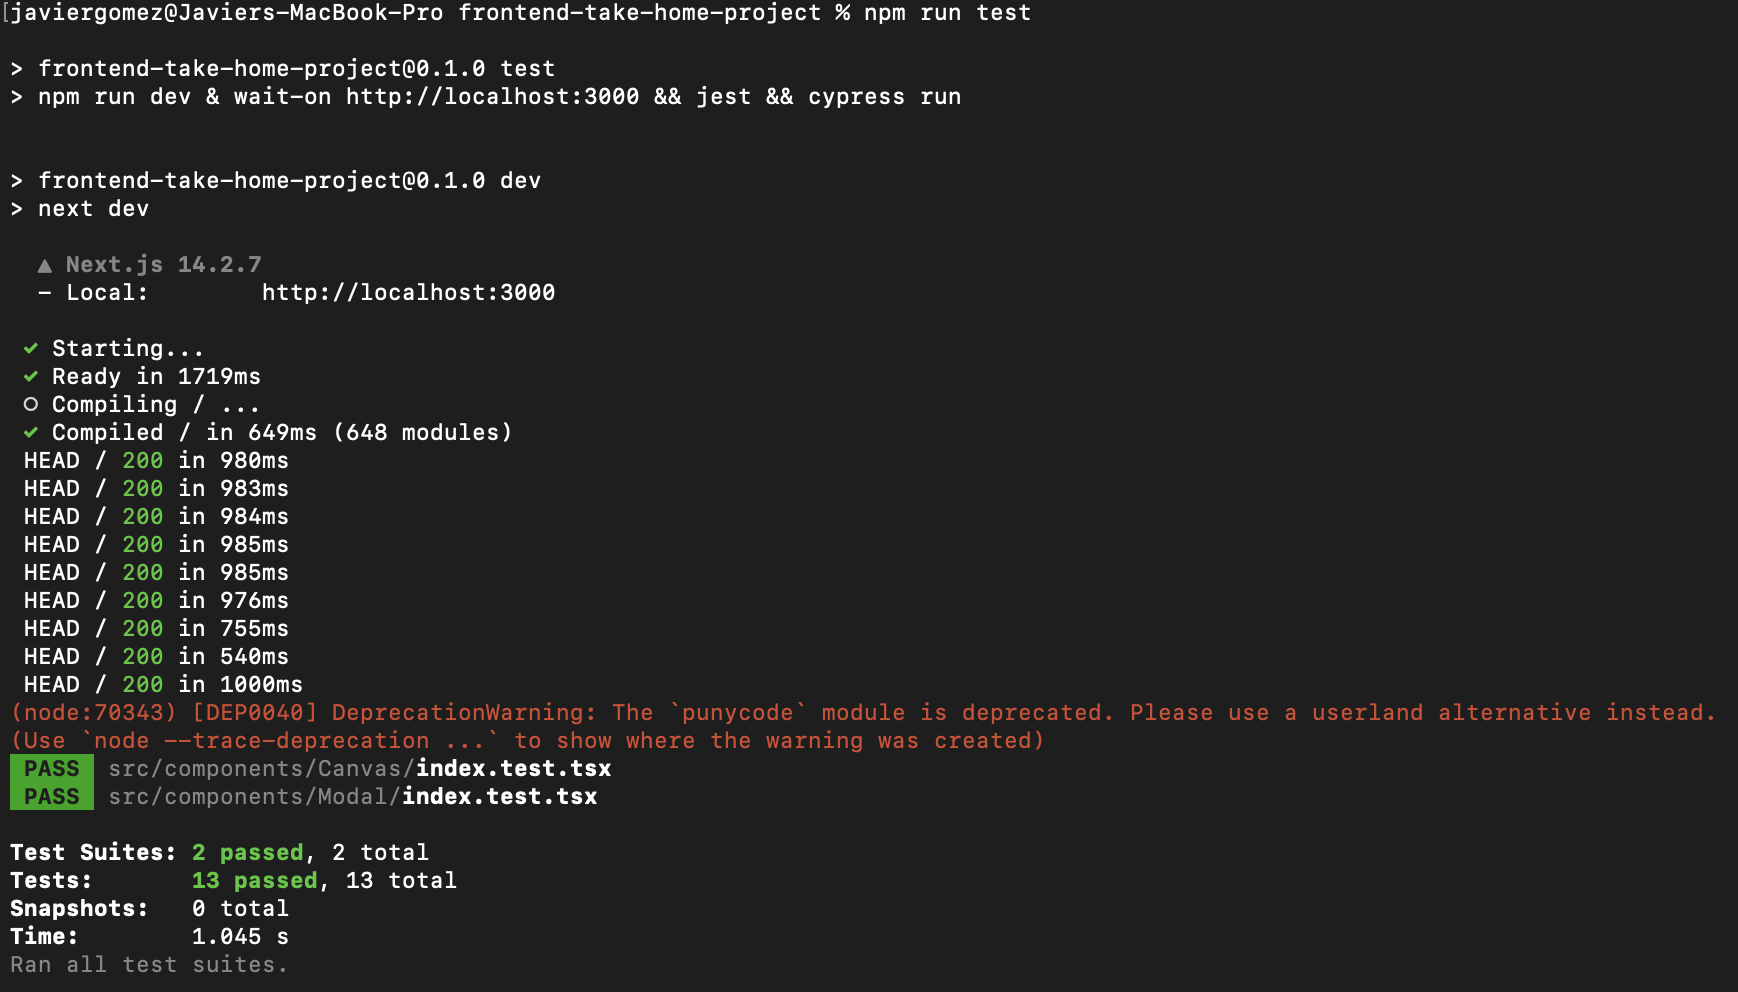 [javiergomez@Javiers-MacBook-Pro frontend-take-home-project % npm run test
> frontend-take-home-project@0.1.0 test
> npm run dev & wait-on http://localhost:3000 && jest && cypress run
> frontend-take-home-project@0.1.0 dev
> next dev
▲ Next.js 14.2.7
- Local:        http://localhost:3000
✓ Starting...
✓ Ready in 1719ms
○ Compiling / ...
✓ Compiled / in 649ms (648 modules)
HEAD / 200 in 980ms
HEAD / 200 in 983ms
HEAD / 200 in 984ms
HEAD / 200 in 985ms
HEAD / 200 in 985ms
HEAD / 200 in 976ms
HEAD / 200 in 755ms
HEAD / 200 in 540ms
HEAD / 200 in 1000ms
(node:70343) [DEP0040] DeprecationWarning: The `punycode` module is deprecated. Please use a userland alternative instead.
(Use `node --trace-deprecation ...` to show where the warning was created)
PASS src/components/Canvas/index.test.tsx
PASS src/components/Modal/index.test.tsx
Test Suites: 2 passed, 2 total
Tests:       13 passed, 13 total
Snapshots:   0 total
Time:        1.045 s
Ran all test suites.